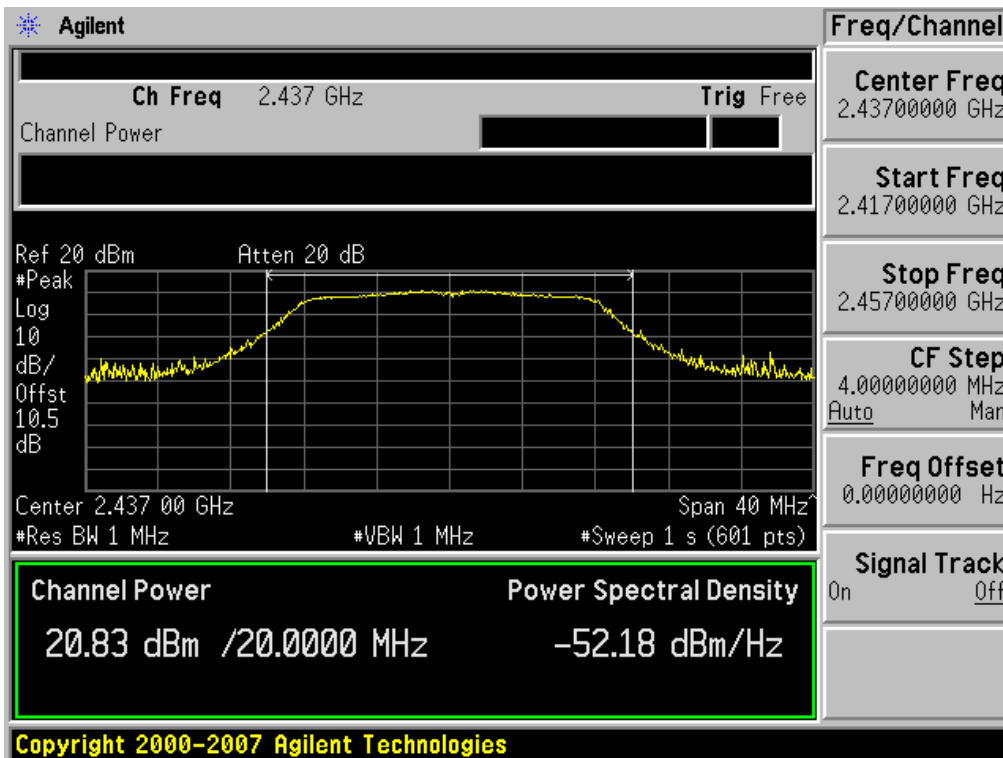 Agilent
Freq/Channel
Ch Freq 2.437 GHz Trig Free
Channel Power
Center Freq
2.43700000 GHz
Start Freq
2.41700000 GHz
Stop Freq
2.45700000 GHz
CF Step
4.00000000 MHz
Auto Man
Freq Offset
0.00000000 Hz
Signal Track
On Off
Ref 20 dBm Atten 20 dB
#Peak
Log
10
dB/
Offst
10.5
dB
Center 2.437 00 GHz Span 40 MHz^
#Res BW 1 MHz #VBW 1 MHz #Sweep 1 s (601 pts)
Channel Power Power Spectral Density
20.83 dBm /20.0000 MHz -52.18 dBm/Hz
Copyright 2000-2007 Agilent Technologies